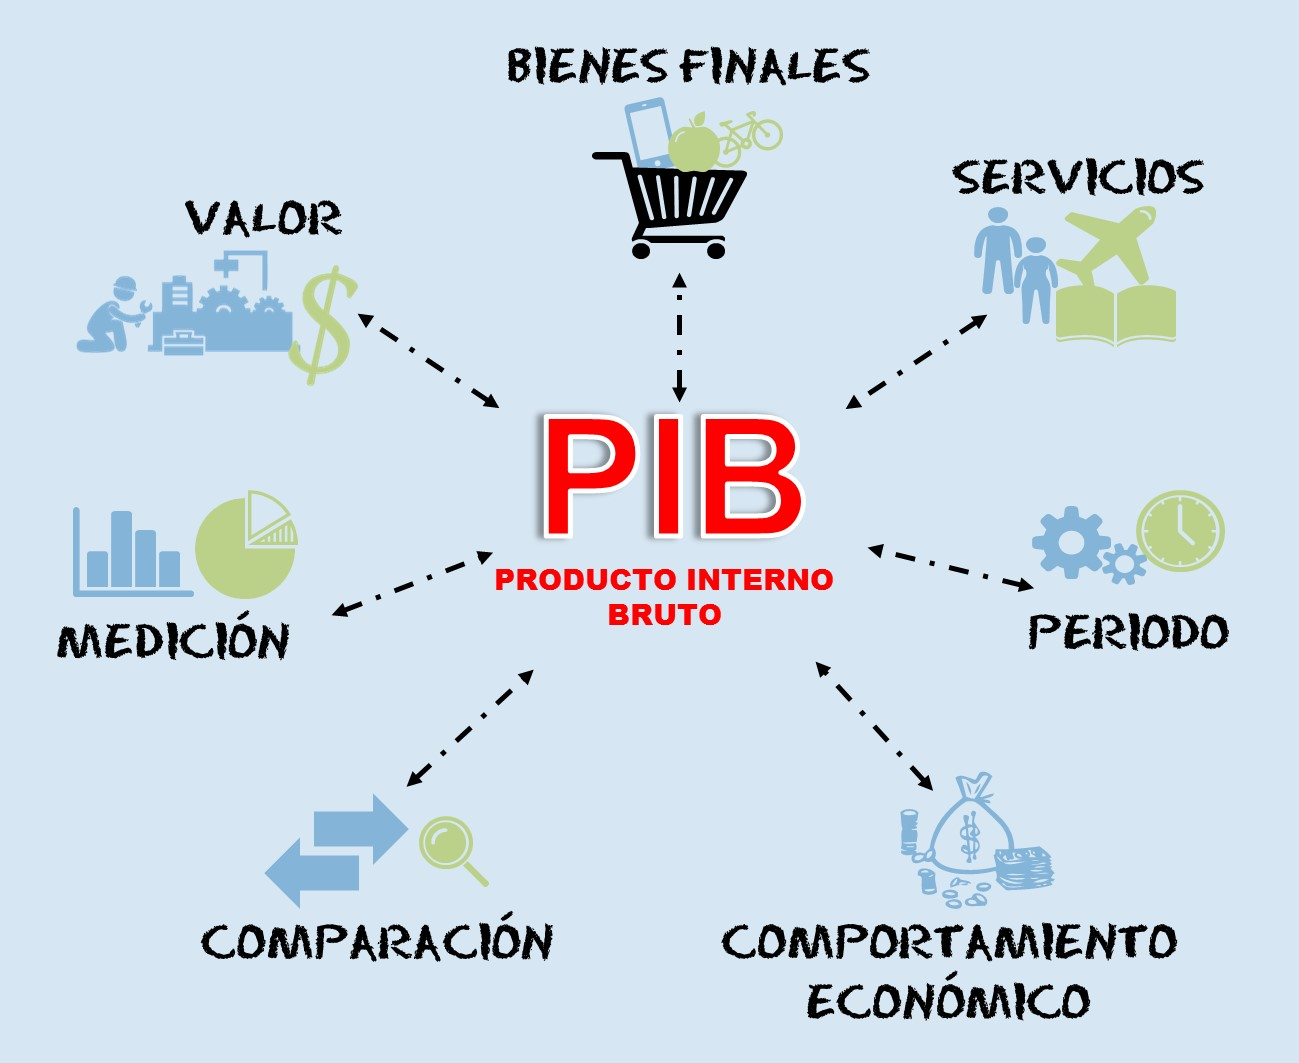 BIENES FINALES
SERVICIOS
VALOR
$
PIB
PRODUCTO INTERNO
BRUTO
MEDICIÓN
PERIODO
$
COMPARACIÓN
COMPORTAMIENTO
ECONÓMICO